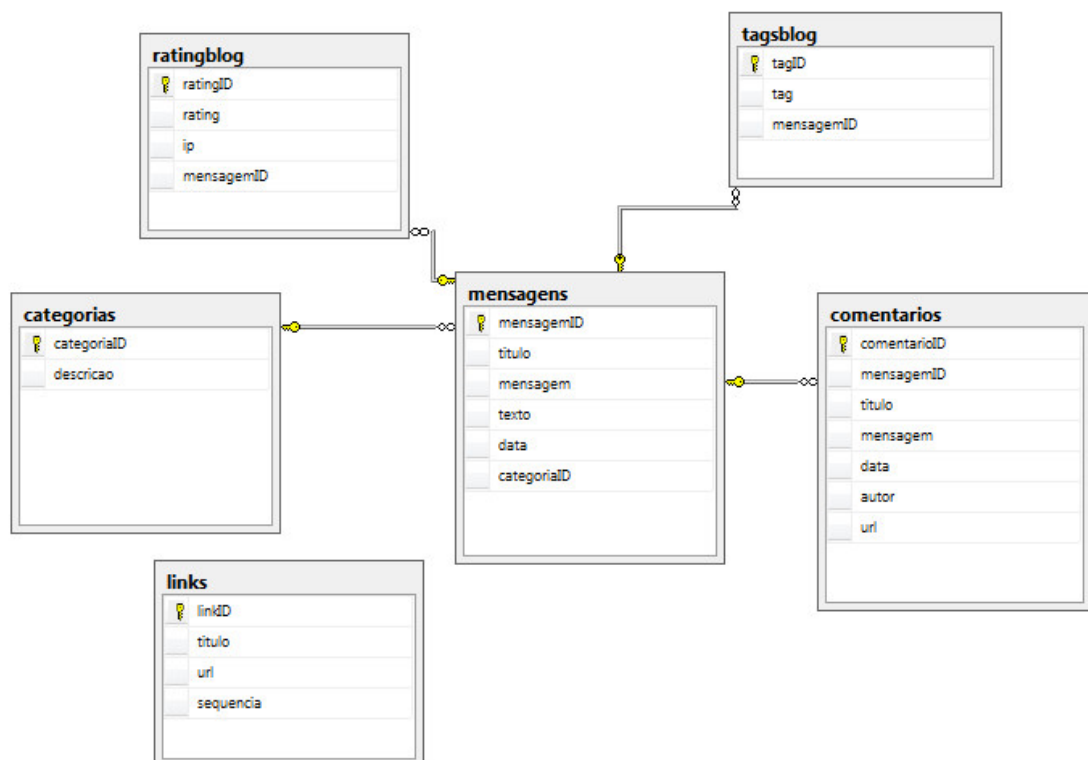 ratingblog
ratingID
rating
ip
mensagemID
tagsblog
tagID
tag
mensagemID
categorias
categoriaID
descricao
mensagens
mensagemID
titulo
mensagem
texto
data
categoriaID
comentarios
comentarioID
mensagemID
titulo
mensagem
data
autor
url
links
linkID
titulo
url
sequencia